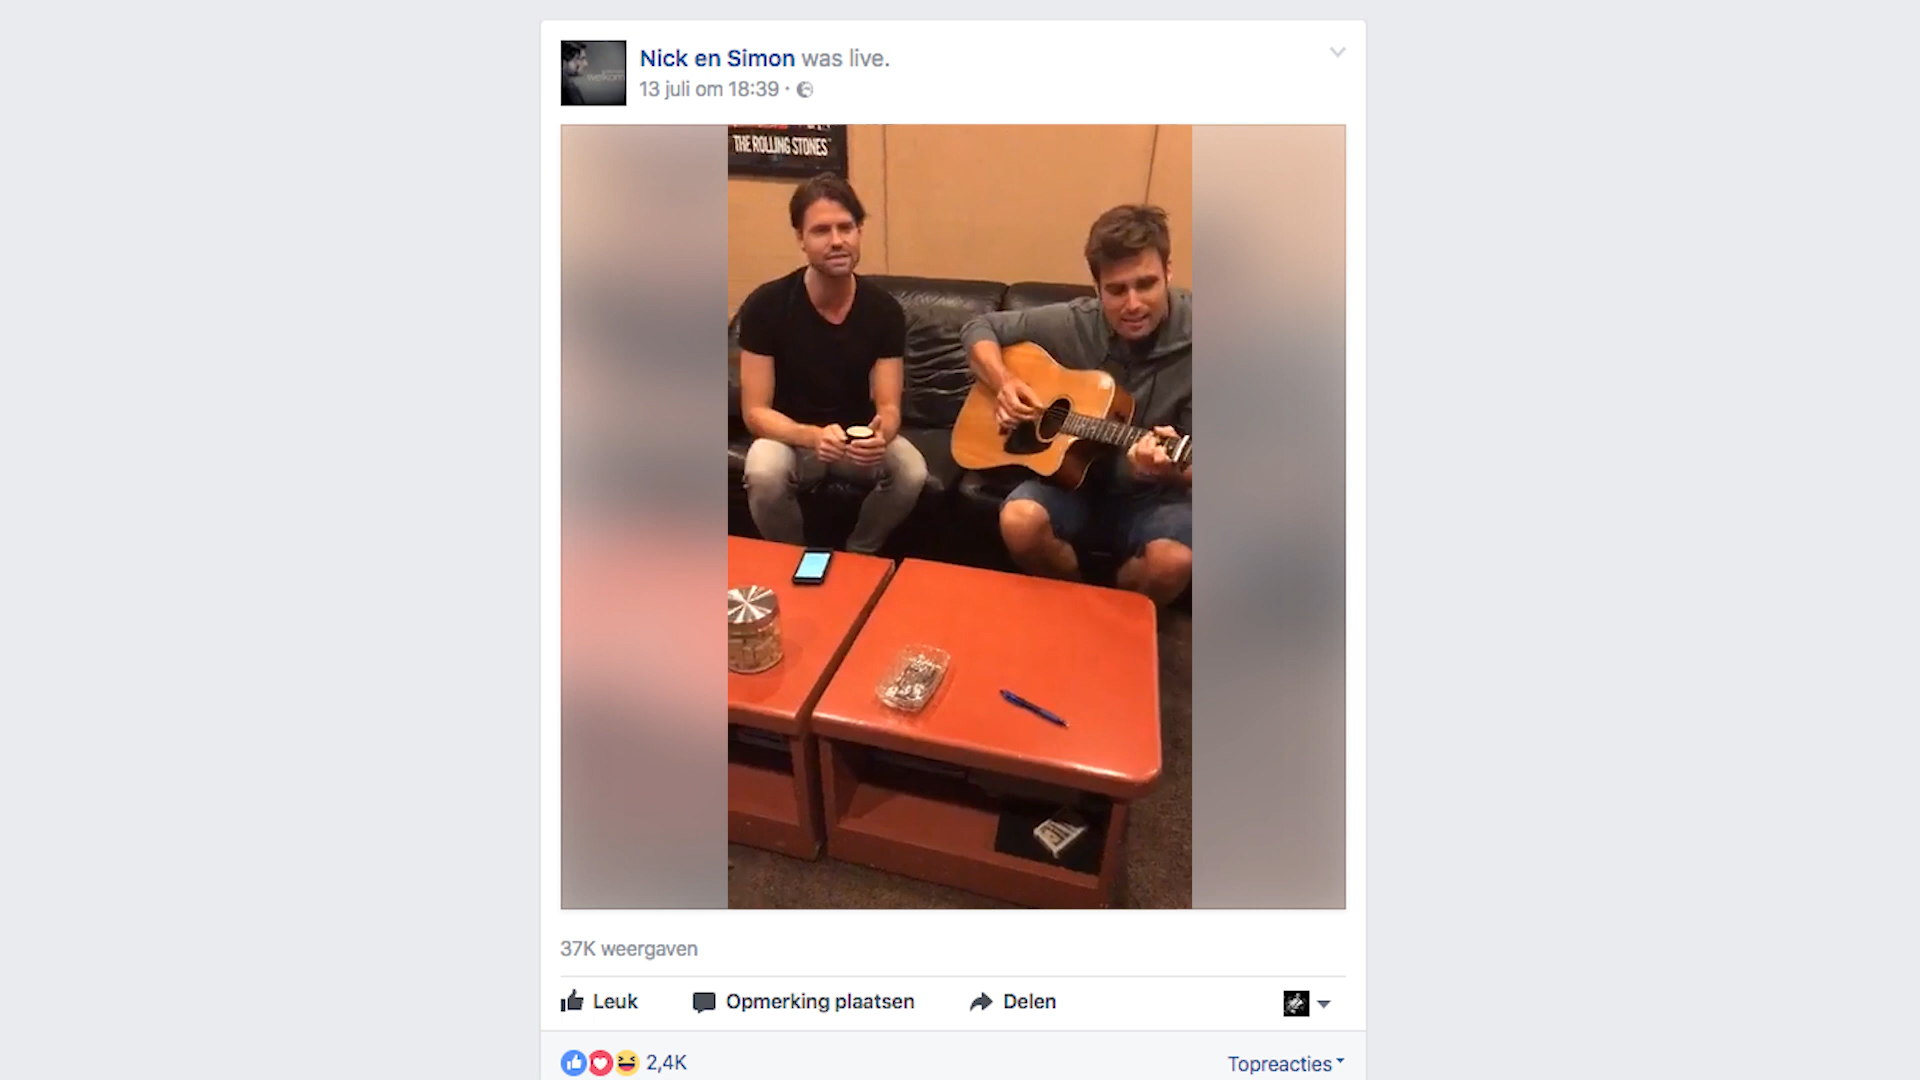 Nick en Simon was live.
13 juli om 18:39 ·
welkom
THE ROLLING STONES
37K weergaven
Leuk
Opmerking plaatsen
Delen
2,4K
Topreacties